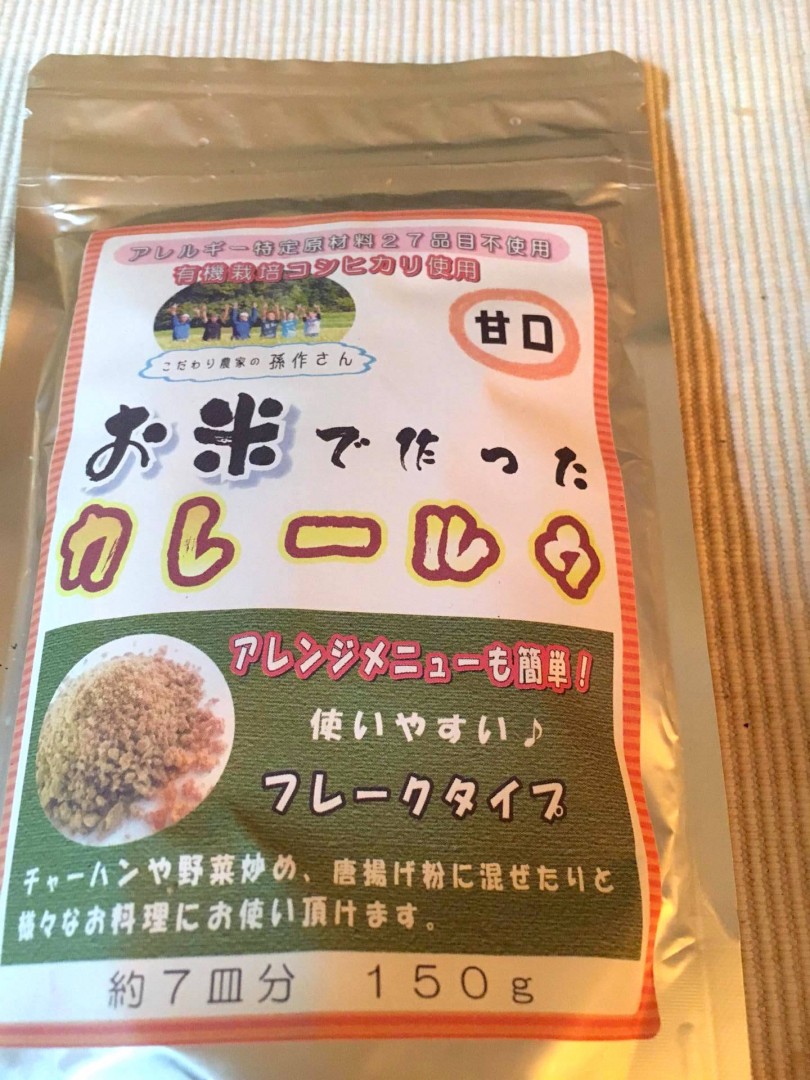 アレルギー特定原材料27品目不使用
有機栽培コシヒカリ使用
甘口
こだわり農家の 孫作さん
お米で作った
カレールウ
アレンジメニューも簡単!
使いやすい♪
フレークタイプ
チャーハンや野菜炒め、唐揚げ粉に混ぜたりと
様々なお料理にお使い頂けます。
約7皿分 150g